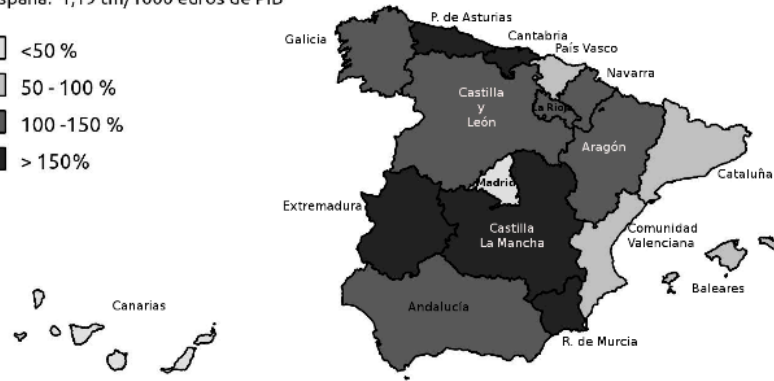 1,19 tm/1000 euros de PIB
<50 %
50 - 100 %
100 -150 %
> 150%
P. de Asturias
Cantabria
País Vasco
Galicia
Navarra
Castilla
y
León
La Rioja
Aragón
Cataluña
Madrid
Extremadura
Castilla
La Mancha
Comunidad
Valenciana
Baleares
Canarias
Andalucía
R. de Murcia